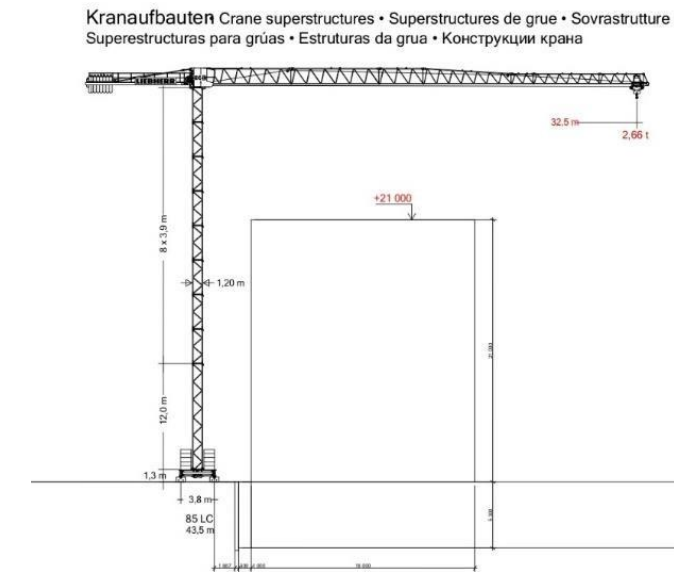 Kranaufbauten • Crane superstructures • Superstructures de grue • Sovrastrutture
Superestructuras para grúas • Estruturas da grua • Конструкции крана
LIEBHERR
32.5 m
2,66 t
+21 000
8 x 3,9 m
1,20 m
12,0 m
1,3 m
3,8 m
85 LC
43,5 m